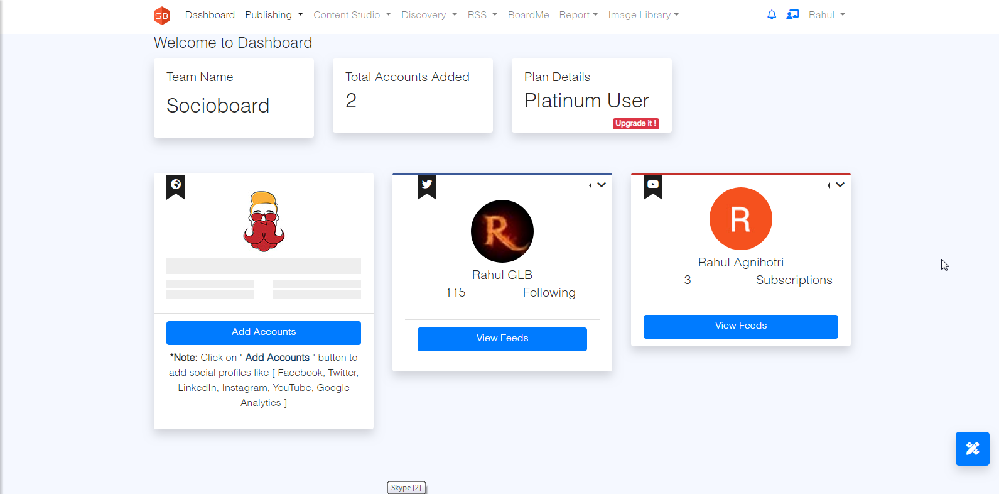 SB Dashboard Publishing Content Studio Discovery RSS BoardMe Report Image Library Rahul
Welcome to Dashboard
Team Name
Socioboard
Total Accounts Added
2
Plan Details
Platinum User
Upgrade it !
Add Accounts
*Note: Click on " Add Accounts " button to
add social profiles like [ Facebook, Twitter,
LinkedIn, Instagram, YouTube, Google
Analytics ]
R
Rahul GLB
115 Following
View Feeds
R
Rahul Agnihotri
3 Subscriptions
View Feeds
Skype [2]